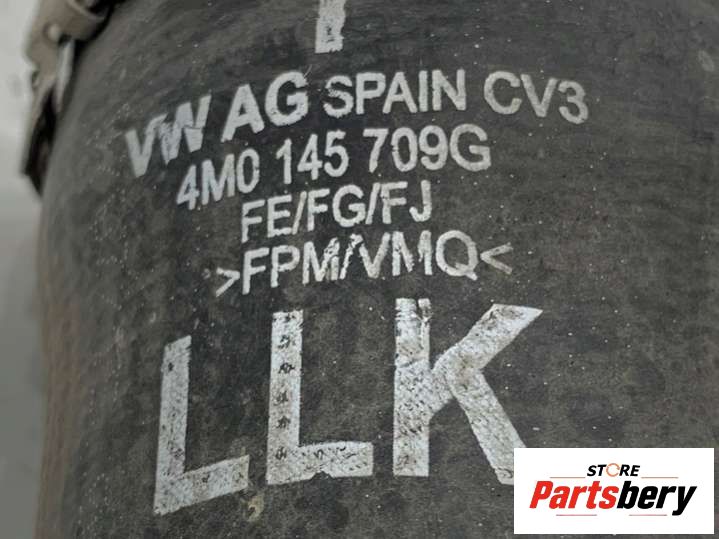 VW AG SPAIN CV3
4M0 145 709G
FE/FG/FJ
>FPM/VMQ<
LLK
STORE
Partsbery